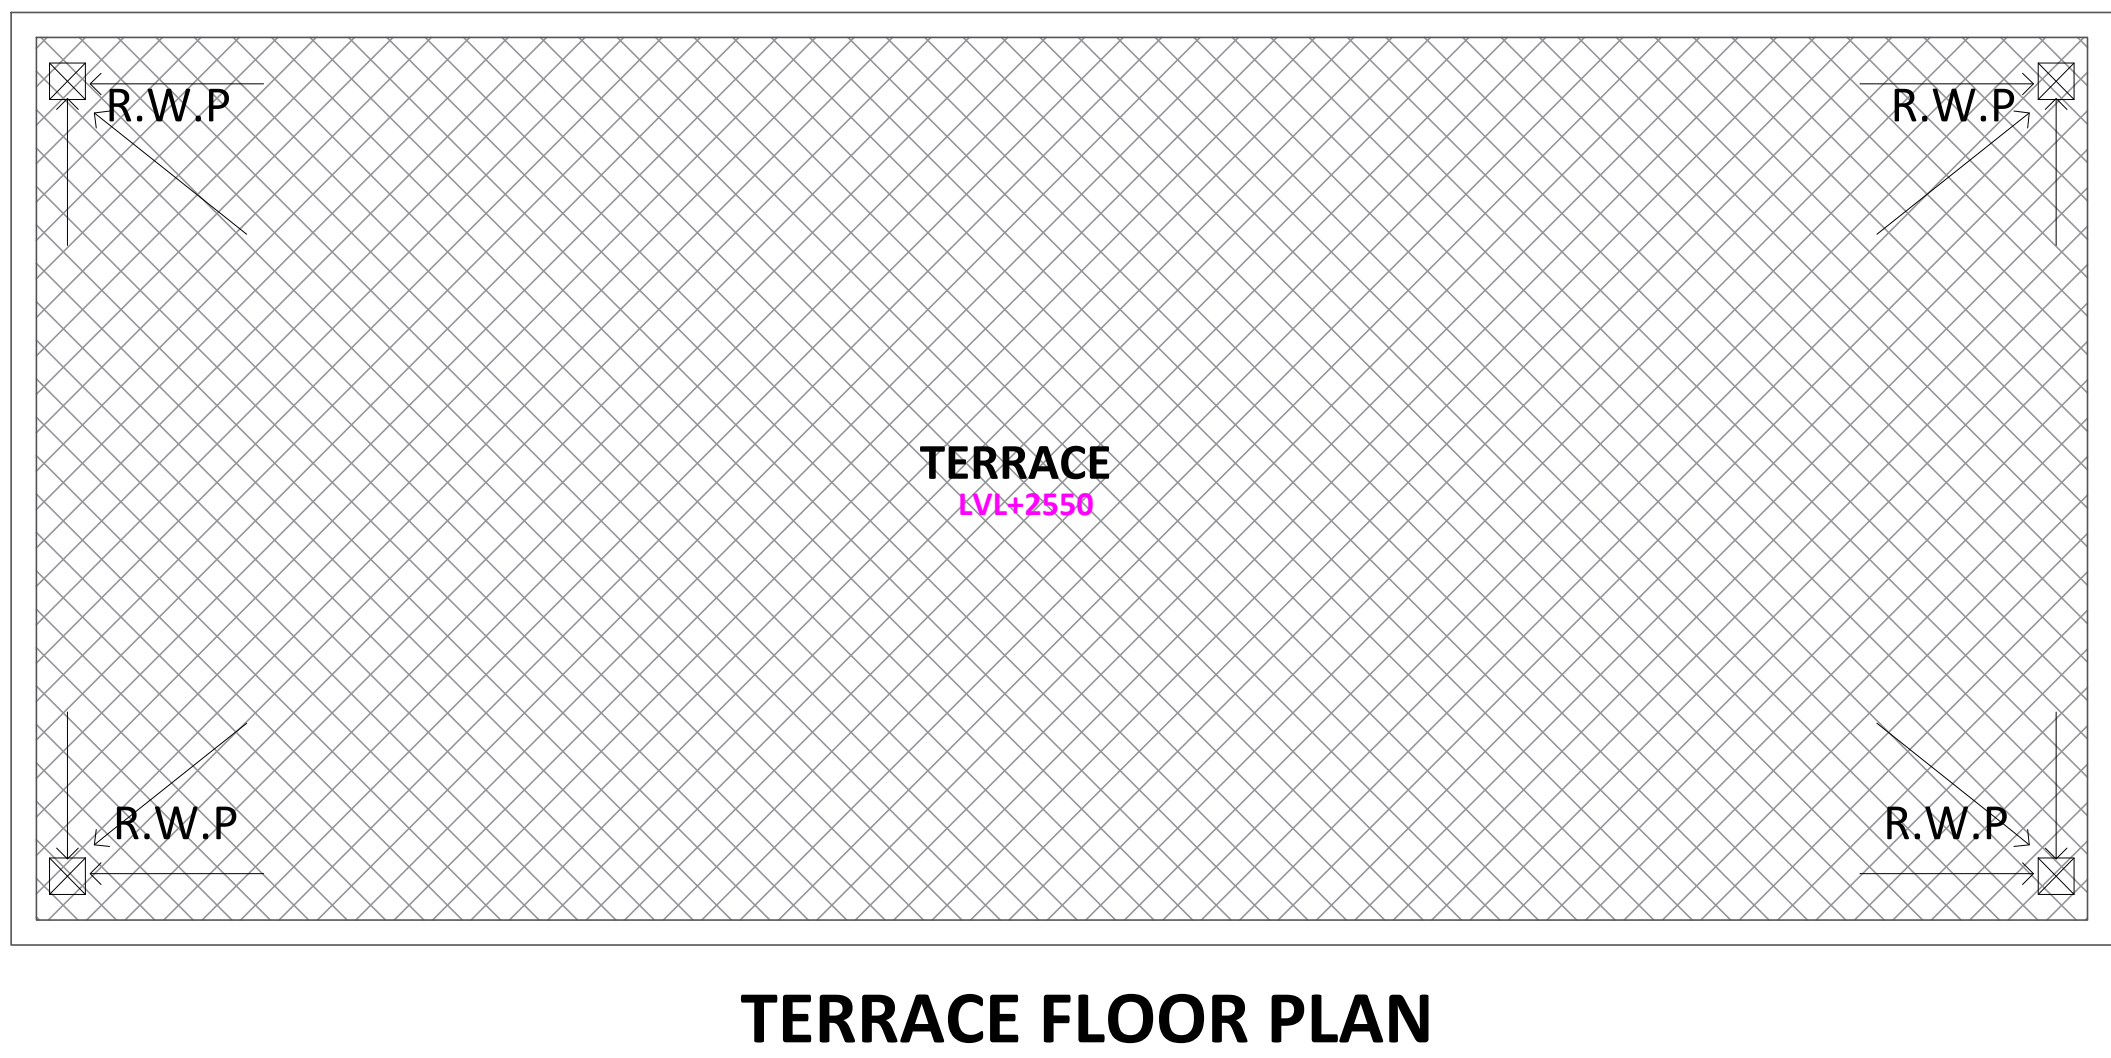 R.W.P
R.W.P
TERRACE
LVL+2550
R.W.P
R.W.P
TERRACE FLOOR PLAN